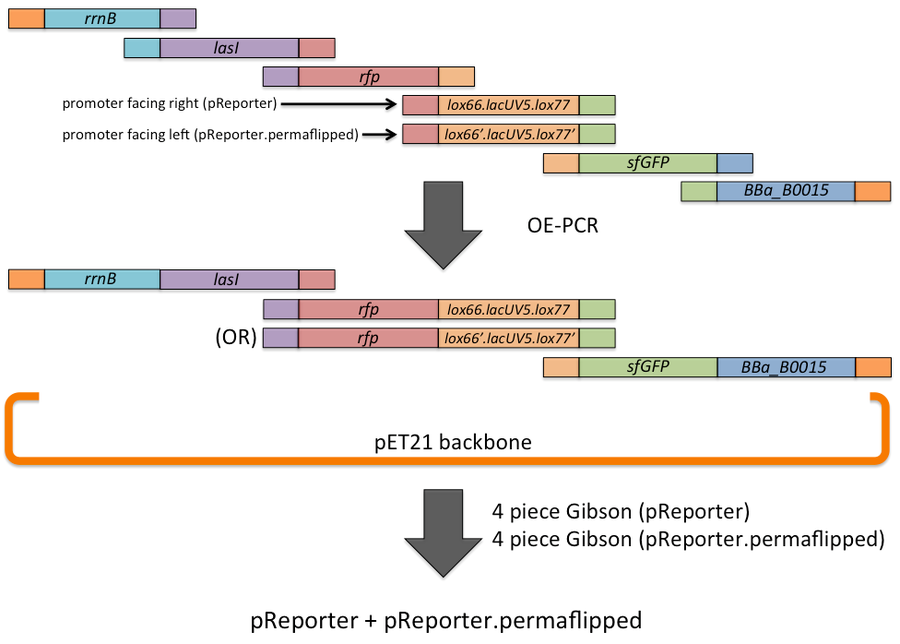 rrnB
lasI
rfp
promoter facing right (pReporter)
lox66.lacUV5.lox77
promoter facing left (pReporter.permaflipped)
lox66’.lacUV5.lox77’
sfGFP
BBa_B0015
OE-PCR
rrnB lasI
rfp lox66.lacUV5.lox77
(OR) rfp lox66’.lacUV5.lox77’
sfGFP BBa_B0015
pET21 backbone
4 piece Gibson (pReporter)
4 piece Gibson (pReporter.permaflipped)
pReporter + pReporter.permaflipped